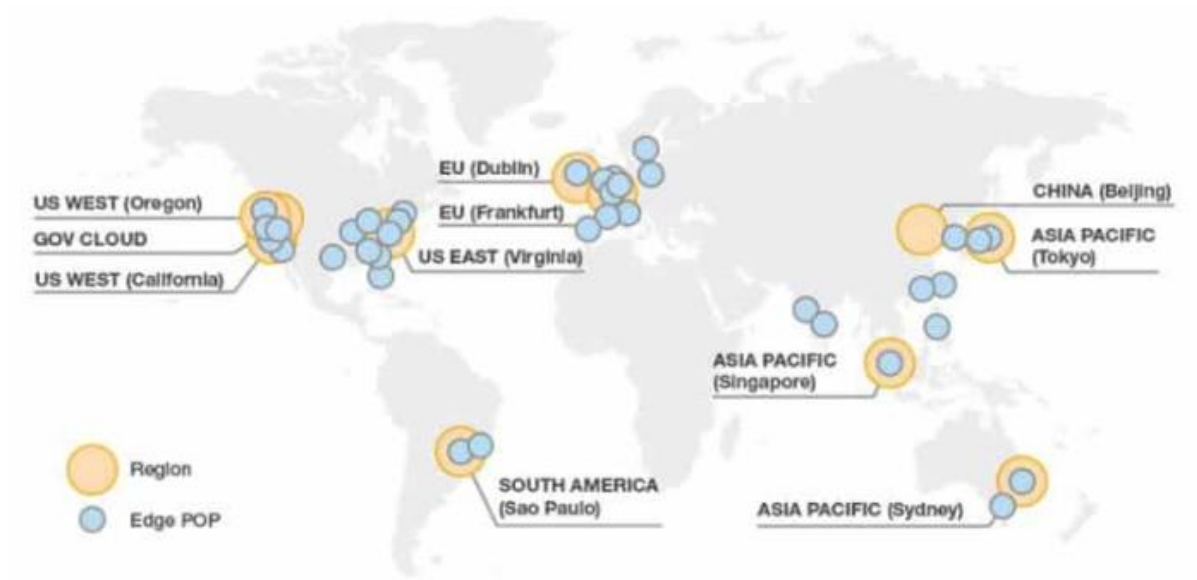 US WEST (Oregon)
GOV CLOUD
US WEST (California)
EU (Dublin)
EU (Frankfurt)
US EAST (Virginia)
CHINA (Beijing)
ASIA PACIFIC
(Tokyo)
ASIA PACIFIC
(Singapore)
SOUTH AMERICA
(Sao Paulo)
ASIA PACIFIC (Sydney)
Region
Edge POP